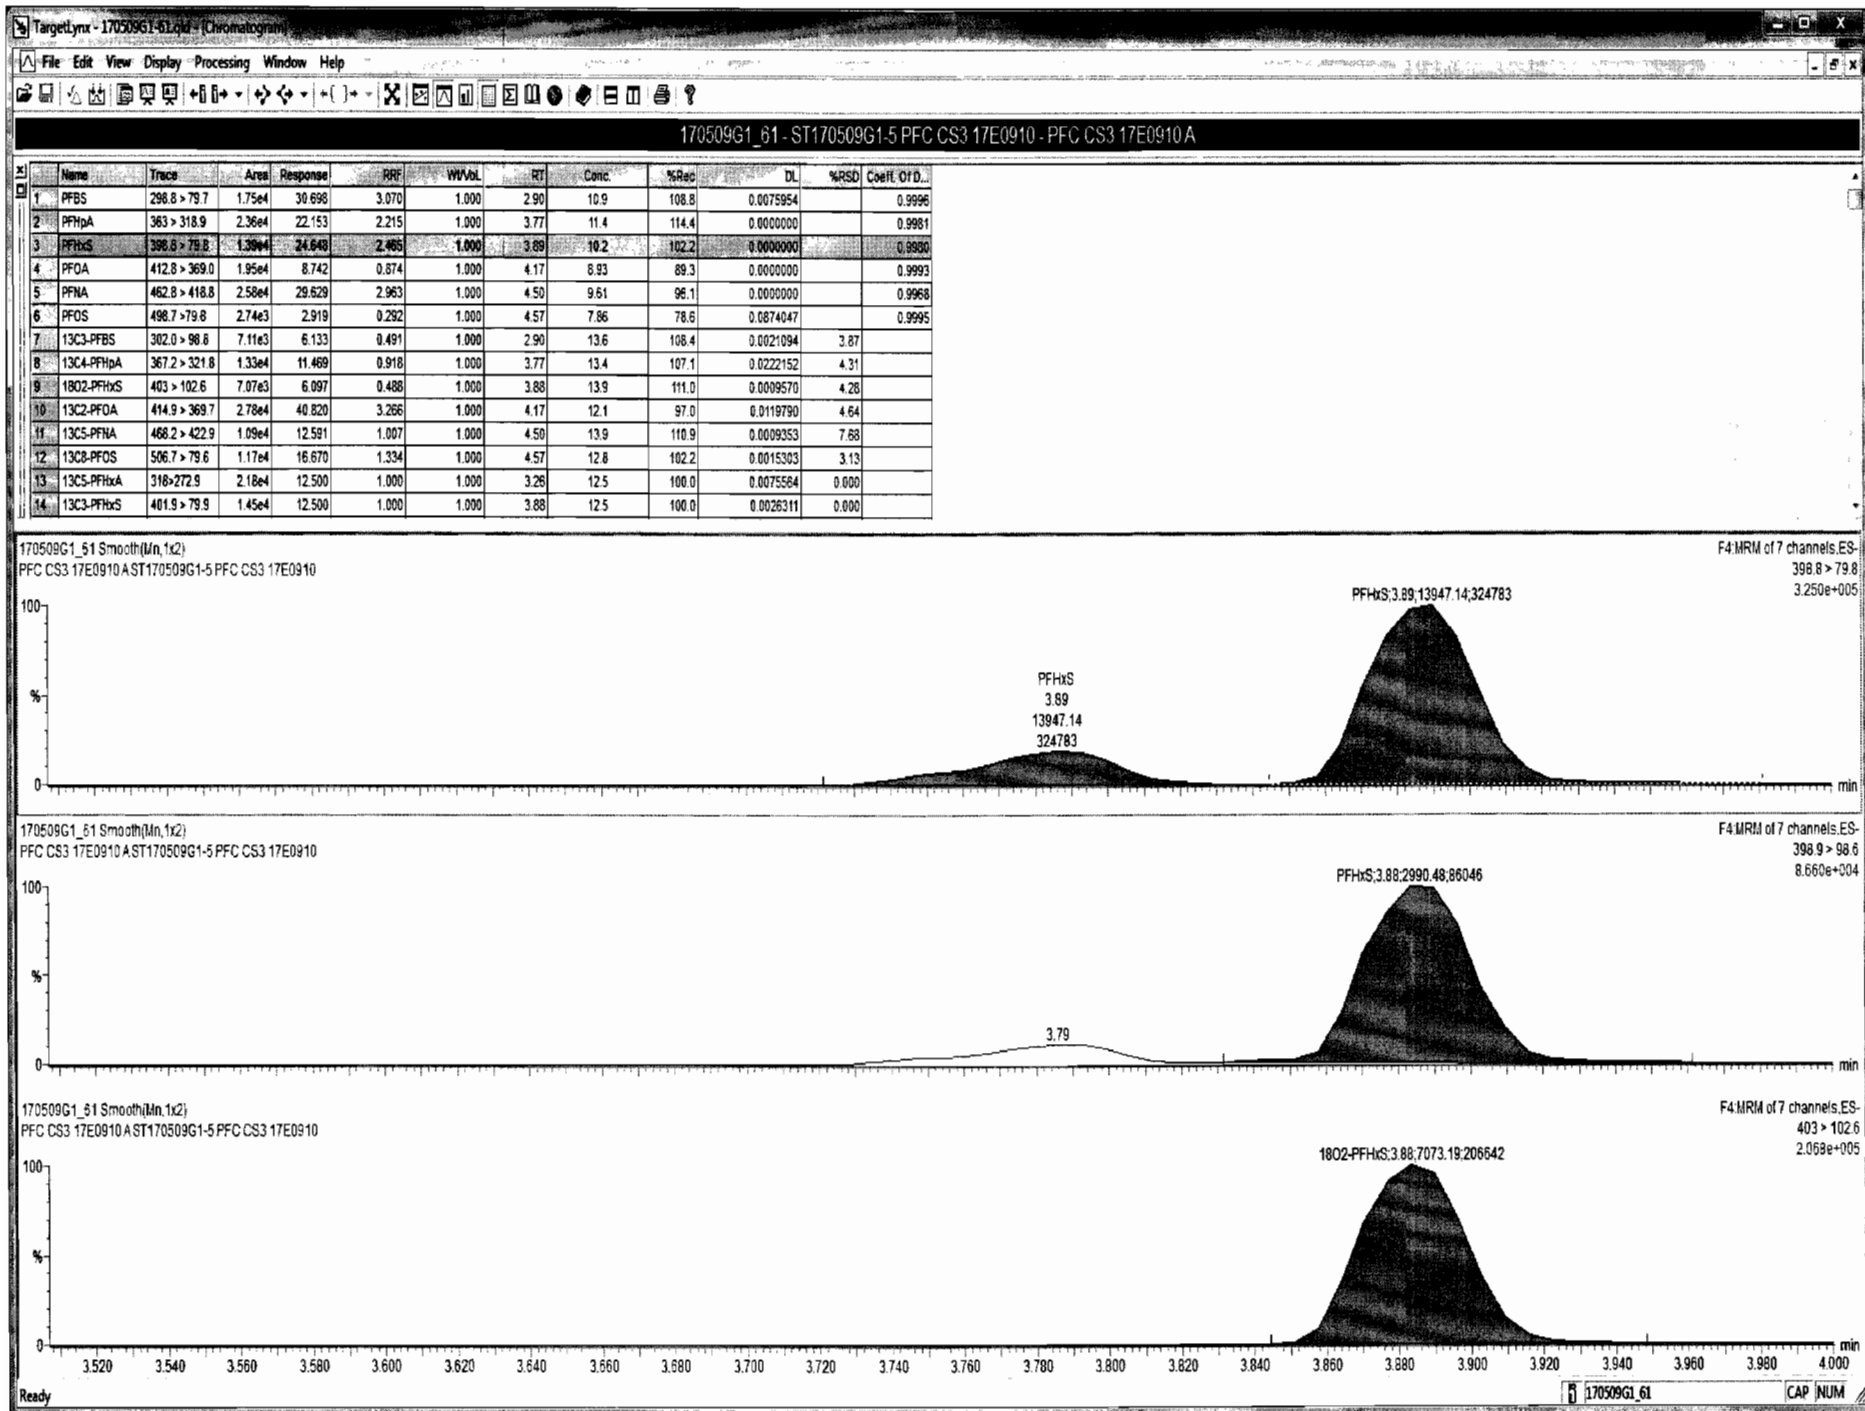 TargetLynx - 170509G1-61.qld - [Chromatogram]
File Edit View Display Processing Window Help
170509G1_61 - ST170509G1-5 PFC CS3 17E0910 - PFC CS3 17E0910 A
Name Trace Area Response RRF Wt/Vol. RT Conc. %Rec DL %RSD Coeff. Of D...
1 PFBS 298.8 > 79.7 1.75e4 30.698 3.070 1.000 2.90 10.9 108.8 0.0075954 0.9996
2 PFHpA 363 > 318.9 2.36e4 22.153 2.215 1.000 3.77 11.4 114.4 0.0000000 0.9981
3 PFHxS 398.8 > 79.8 1.39e4 24.648 2.465 1.000 3.89 10.2 102.2 0.0000000 0.9980
4 PFOA 412.8 > 369.0 1.95e4 8.742 0.874 1.000 4.17 8.93 89.3 0.0000000 0.9993
5 PFNA 462.8 > 418.8 2.58e4 29.629 2.963 1.000 4.50 9.61 96.1 0.0000000 0.9968
6 PFOS 498.7 >79.8 2.74e3 2.919 0.292 1.000 4.57 7.86 78.6 0.0874047 0.9995
7 13C3-PFBS 302.0 > 98.8 7.11e3 6.133 0.491 1.000 2.90 13.6 108.4 0.0021094 3.87
8 13C4-PFHpA 367.2 > 321.8 1.33e4 11.469 0.918 1.000 3.77 13.4 107.1 0.0222152 4.31
9 18O2-PFHxS 403 > 102.6 7.07e3 6.097 0.488 1.000 3.88 13.9 111.0 0.0009570 4.28
10 13C2-PFOA 414.9 > 369.7 2.78e4 40.820 3.266 1.000 4.17 12.1 97.0 0.0119790 4.64
11 13C5-PFNA 468.2 > 422.9 1.09e4 12.591 1.007 1.000 4.50 13.9 110.9 0.0009353 7.68
12 13C8-PFOS 506.7 > 79.6 1.17e4 16.670 1.334 1.000 4.57 12.8 102.2 0.0015303 3.13
13 13C5-PFHxA 318>272.9 2.18e4 12.500 1.000 1.000 3.26 12.5 100.0 0.0075564 0.000
14 13C3-PFHxS 401.9 > 79.9 1.45e4 12.500 1.000 1.000 3.88 12.5 100.0 0.0026311 0.000
170509G1_61 Smooth(Mn,1x2)
PFC CS3 17E0910 A ST170509G1-5 PFC CS3 17E0910
F4:MRM of 7 channels,ES-
398.8 > 79.8
3.250e+005
100
PFHxS;3.89;13947.14;324783
PFHxS
3.89
13947.14
324783
%
0
min
170509G1_61 Smooth(Mn,1x2)
PFC CS3 17E0910 A ST170509G1-5 PFC CS3 17E0910
F4:MRM of 7 channels,ES-
398.9 > 98.6
8.660e+004
100
PFHxS;3.88;2990.48;86046
%
3.79
0
min
170509G1_61 Smooth(Mn,1x2)
PFC CS3 17E0910 A ST170509G1-5 PFC CS3 17E0910
F4:MRM of 7 channels,ES-
403 > 102.6
2.068e+005
100
18O2-PFHxS;3.88;7073.19;206642
%
0
min
3.520 3.540 3.560 3.580 3.600 3.620 3.640 3.660 3.680 3.700 3.720 3.740 3.760 3.780 3.800 3.820 3.840 3.860 3.880 3.900 3.920 3.940 3.960 3.980 4.000
Ready
170509G1_61
CAP NUM